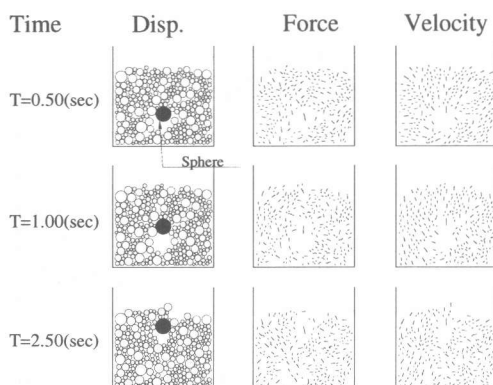 Time Disp. Force Velocity
T=0.50(sec)
Sphere
T=1.00(sec)
T=2.50(sec)